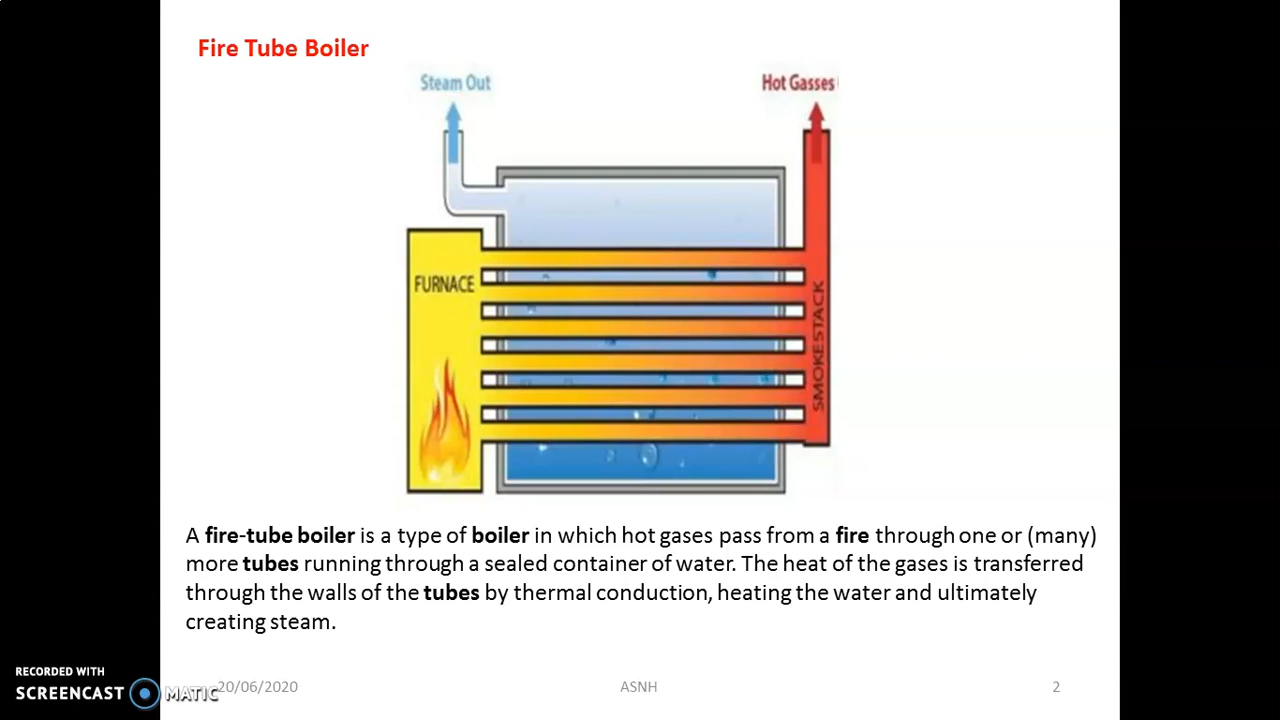 Fire Tube Boiler
Steam Out
Hot Gasses
FURNACE
SMOKESTACK
A fire-tube boiler is a type of boiler in which hot gases pass from a fire through one or (many)
more tubes running through a sealed container of water. The heat of the gases is transferred
through the walls of the tubes by thermal conduction, heating the water and ultimately
creating steam.
RECORDED WITH
SCREENCAST MATIC
20/06/2020
ASNH
2